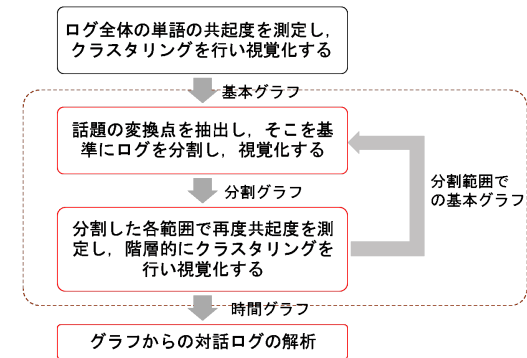 ログ全体の単語の共起度を測定し，
クラスタリングを行い視覚化する
基本グラフ
話題の変換点を抽出し，そこを基
準にログを分割し，視覚化する
分割グラフ
分割範囲で
の基本グラフ
分割した各範囲で再度共起度を測
定し，階層的にクラスタリングを
行い視覚化する
時間グラフ
グラフからの対話ログの解析